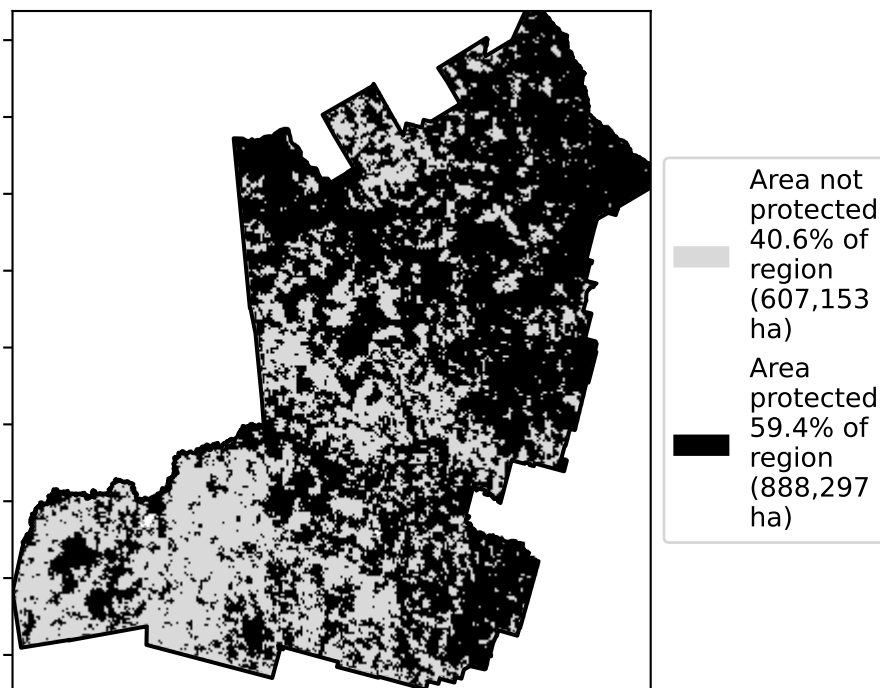 Area not
protected
40.6% of
region
(607,153
ha)
Area
protected
59.4% of
region
(888,297
ha)